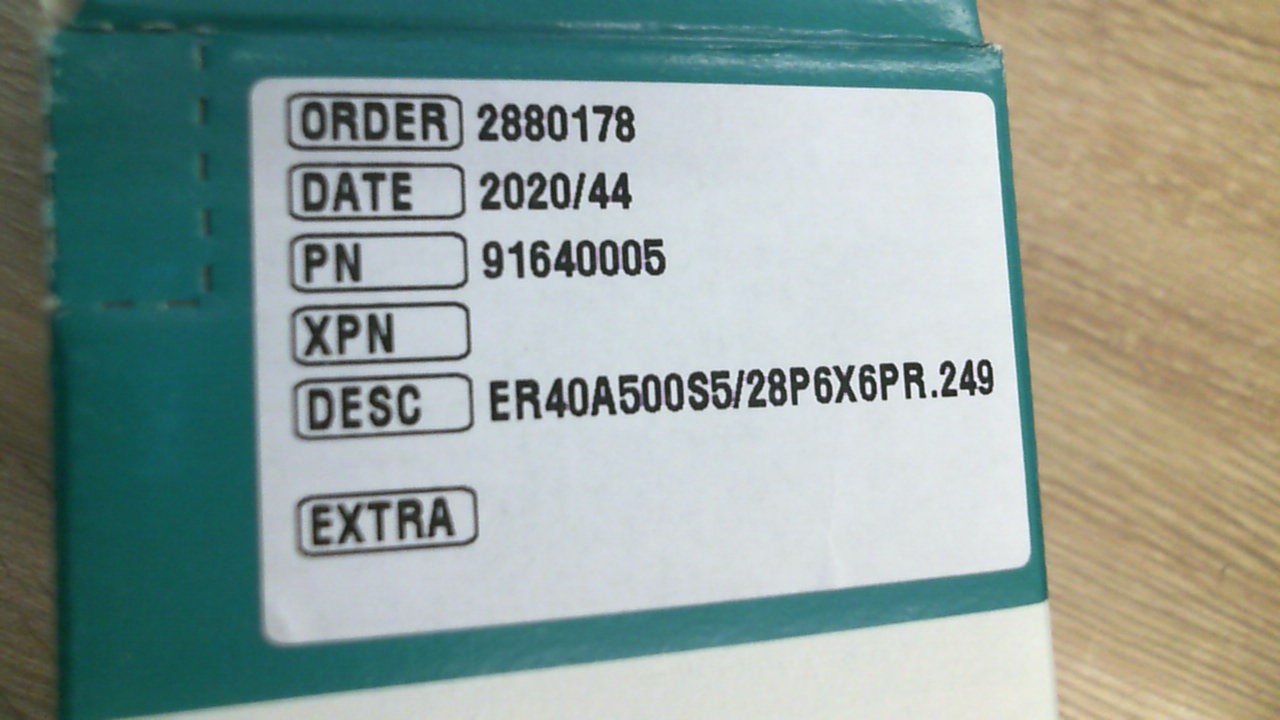 ORDER 2880178
DATE 2020/44
PN 91640005
XPN
DESC ER40A500S5/28P6X6PR.249
EXTRA